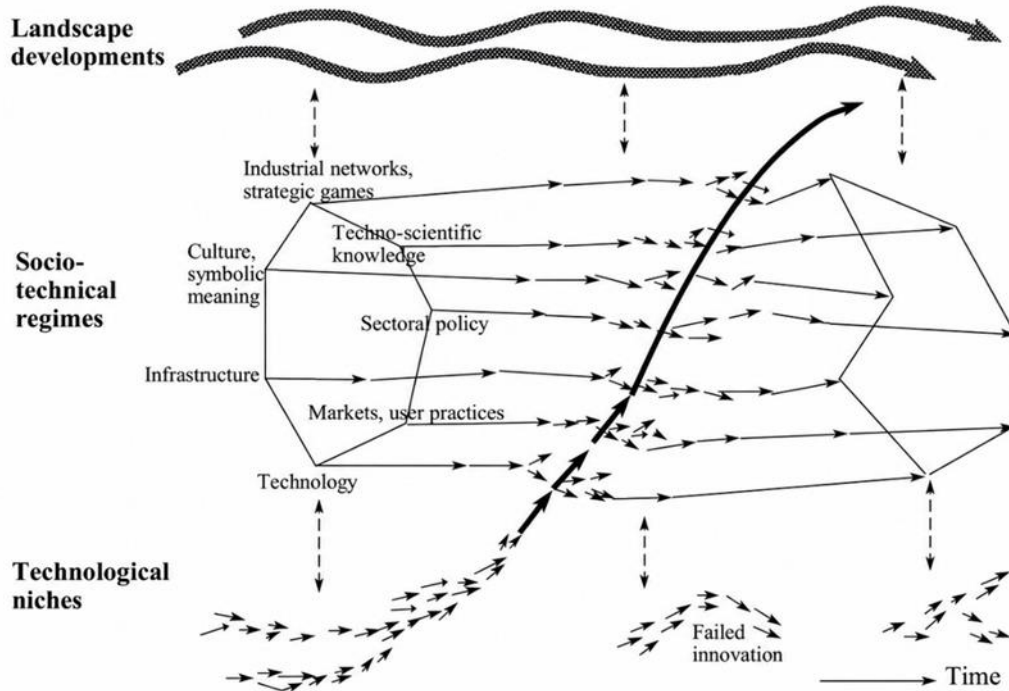 Landscape
developments
Industrial networks,
strategic games
Techno-scientific
knowledge
Culture,
symbolic
meaning
Socio-
technical
regimes
Sectoral policy
Infrastructure
Markets, user practices
Technology
Technological
niches
Failed
innovation
Time